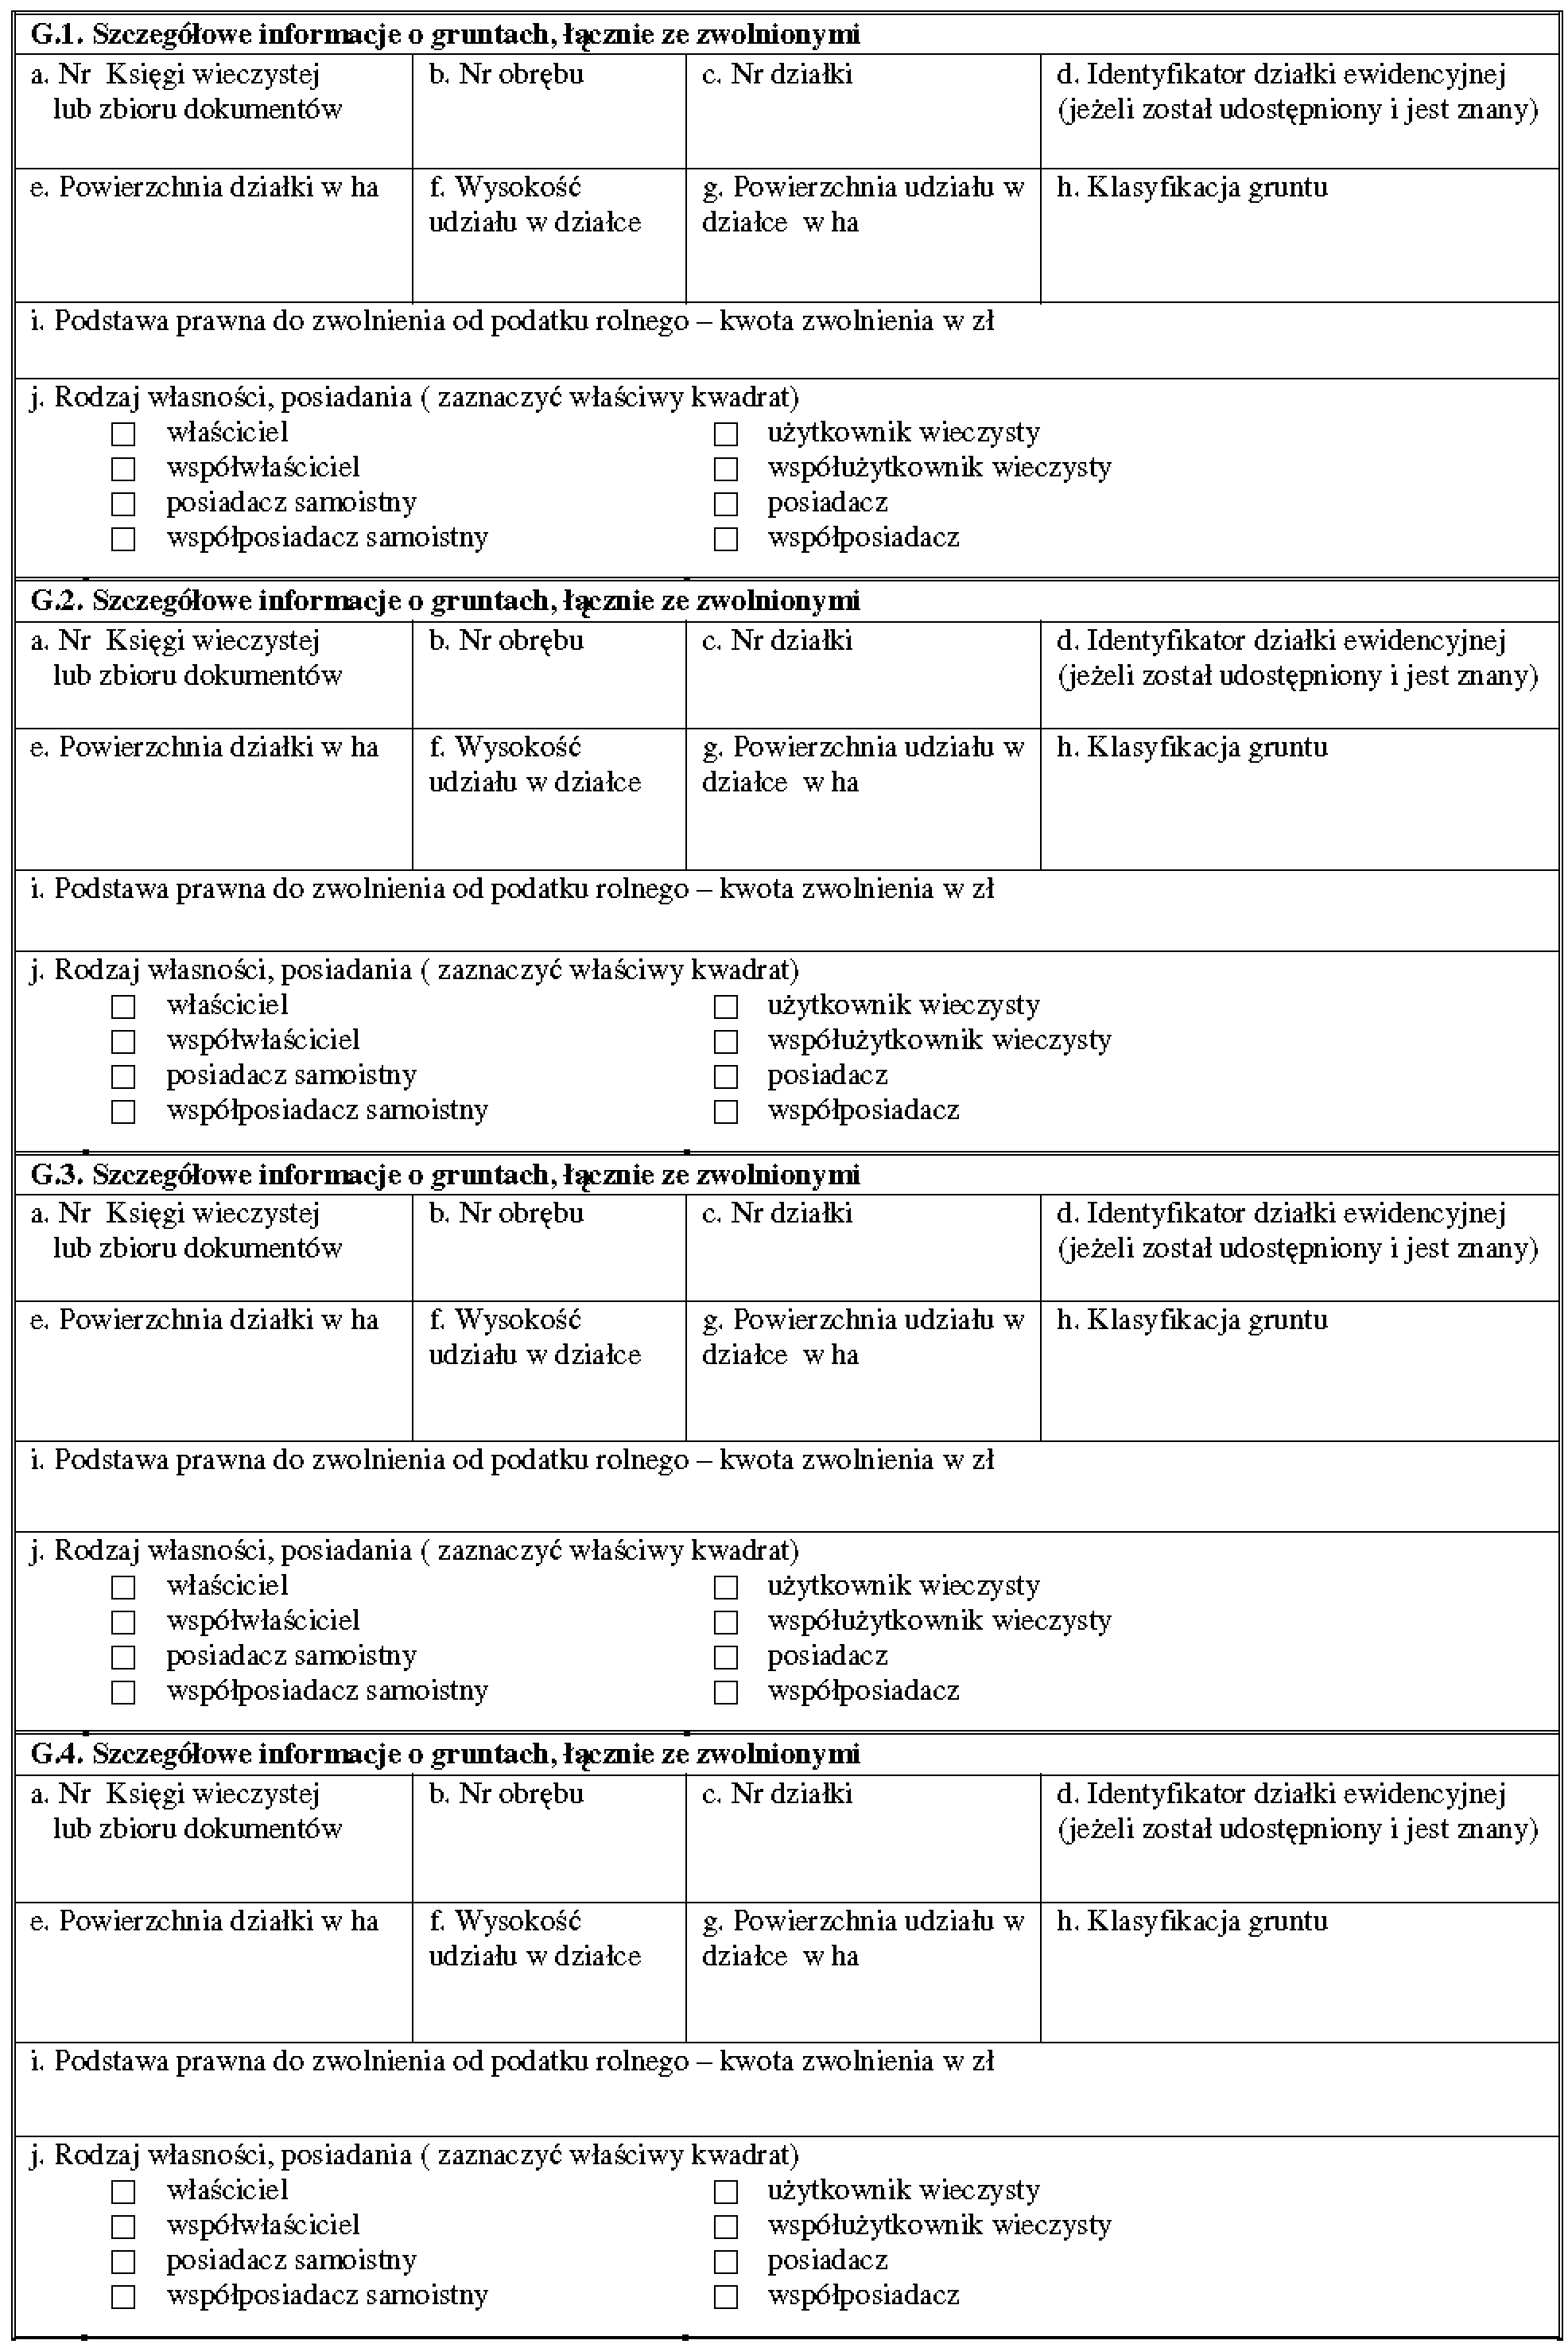 G.1. Szczegółowe informacje o gruntach, łącznie ze zwolnionymi
a. Nr Księgi wieczystej
lub zbioru dokumentów
b. Nr obrębu
c. Nr działki
d. Identyfikator działki ewidencyjnej
(jeżeli został udostępniony i jest znany)
e. Powierzchnia działki w ha
f. Wysokość
udziału w działce
g. Powierzchnia udziału w
działce w ha
h. Klasyfikacja gruntu
i. Podstawa prawna do zwolnienia od podatku rolnego – kwota zwolnienia w zł
j. Rodzaj własności, posiadania ( zaznaczyć właściwy kwadrat)
właściciel
użytkownik wieczysty
współwłaściciel
współużytkownik wieczysty
posiadacz samoistny
posiadacz
współposiadacz samoistny
współposiadacz
G.2. Szczegółowe informacje o gruntach, łącznie ze zwolnionymi
a. Nr Księgi wieczystej
lub zbioru dokumentów
b. Nr obrębu
c. Nr działki
d. Identyfikator działki ewidencyjnej
(jeżeli został udostępniony i jest znany)
e. Powierzchnia działki w ha
f. Wysokość
udziału w działce
g. Powierzchnia udziału w
działce w ha
h. Klasyfikacja gruntu
i. Podstawa prawna do zwolnienia od podatku rolnego – kwota zwolnienia w zł
j. Rodzaj własności, posiadania ( zaznaczyć właściwy kwadrat)
właściciel
użytkownik wieczysty
współwłaściciel
współużytkownik wieczysty
posiadacz samoistny
posiadacz
współposiadacz samoistny
współposiadacz
G.3. Szczegółowe informacje o gruntach, łącznie ze zwolnionymi
a. Nr Księgi wieczystej
lub zbioru dokumentów
b. Nr obrębu
c. Nr działki
d. Identyfikator działki ewidencyjnej
(jeżeli został udostępniony i jest znany)
e. Powierzchnia działki w ha
f. Wysokość
udziału w działce
g. Powierzchnia udziału w
działce w ha
h. Klasyfikacja gruntu
i. Podstawa prawna do zwolnienia od podatku rolnego – kwota zwolnienia w zł
j. Rodzaj własności, posiadania ( zaznaczyć właściwy kwadrat)
właściciel
użytkownik wieczysty
współwłaściciel
współużytkownik wieczysty
posiadacz samoistny
posiadacz
współposiadacz samoistny
współposiadacz
G.4. Szczegółowe informacje o gruntach, łącznie ze zwolnionymi
a. Nr Księgi wieczystej
lub zbioru dokumentów
b. Nr obrębu
c. Nr działki
d. Identyfikator działki ewidencyjnej
(jeżeli został udostępniony i jest znany)
e. Powierzchnia działki w ha
f. Wysokość
udziału w działce
g. Powierzchnia udziału w
działce w ha
h. Klasyfikacja gruntu
i. Podstawa prawna do zwolnienia od podatku rolnego – kwota zwolnienia w zł
j. Rodzaj własności, posiadania ( zaznaczyć właściwy kwadrat)
właściciel
użytkownik wieczysty
współwłaściciel
współużytkownik wieczysty
posiadacz samoistny
posiadacz
współposiadacz samoistny
współposiadacz